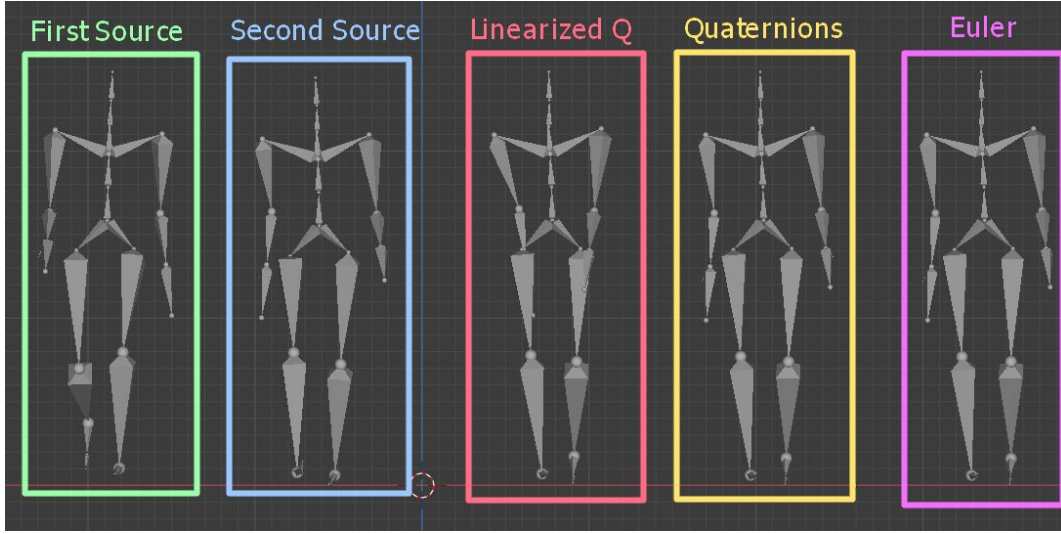 First Source
Second Source
Linearized Q
Quaternions
Euler